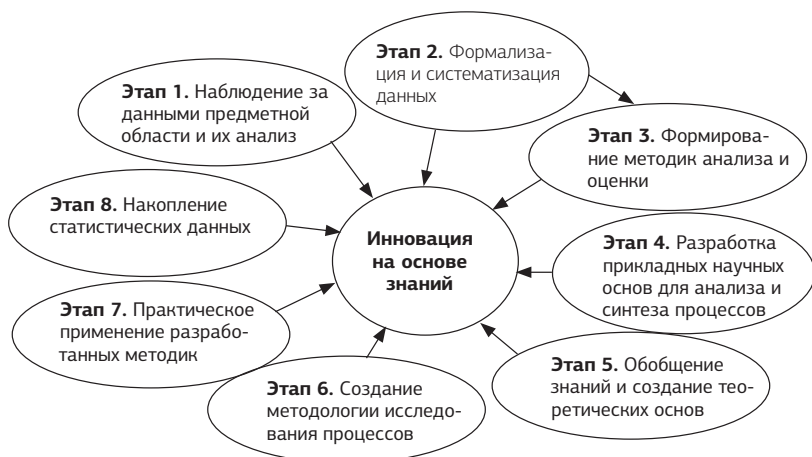 Этап 1. Наблюдение за
данными предметной
области и их анализ
Этап 2. Формализа-
ция и систематизация
данных
Этап 3. Формирова-
ние методик анализа и
оценки
Этап 4. Разработка
прикладных научных
основ для анализа и
синтеза процессов
Этап 5. Обобщение
знаний и создание тео-
ретических основ
Этап 6. Создание
методологии исследо-
вания процессов
Этап 7. Практическое
применение разрабо-
танных методик
Этап 8. Накопление
статистических данных
Инновация
на основе
знаний